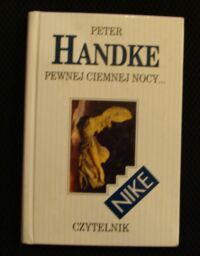 PETER
HANDKE
PEWNEJ CIEMNEJ NOCY...
NIKE
CZYTELNIK